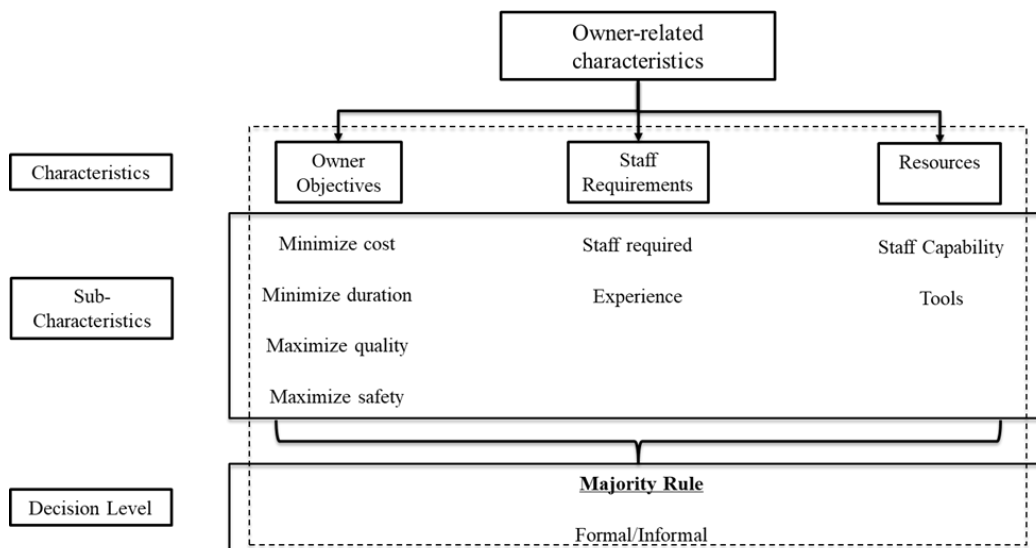 Owner-related
characteristics
Characteristics
Owner
Objectives
Staff
Requirements
Resources
Sub-
Characteristics
Minimize cost
Staff required
Staff Capability
Minimize duration
Experience
Tools
Maximize quality
Maximize safety
Decision Level
Majority Rule
Formal/Informal